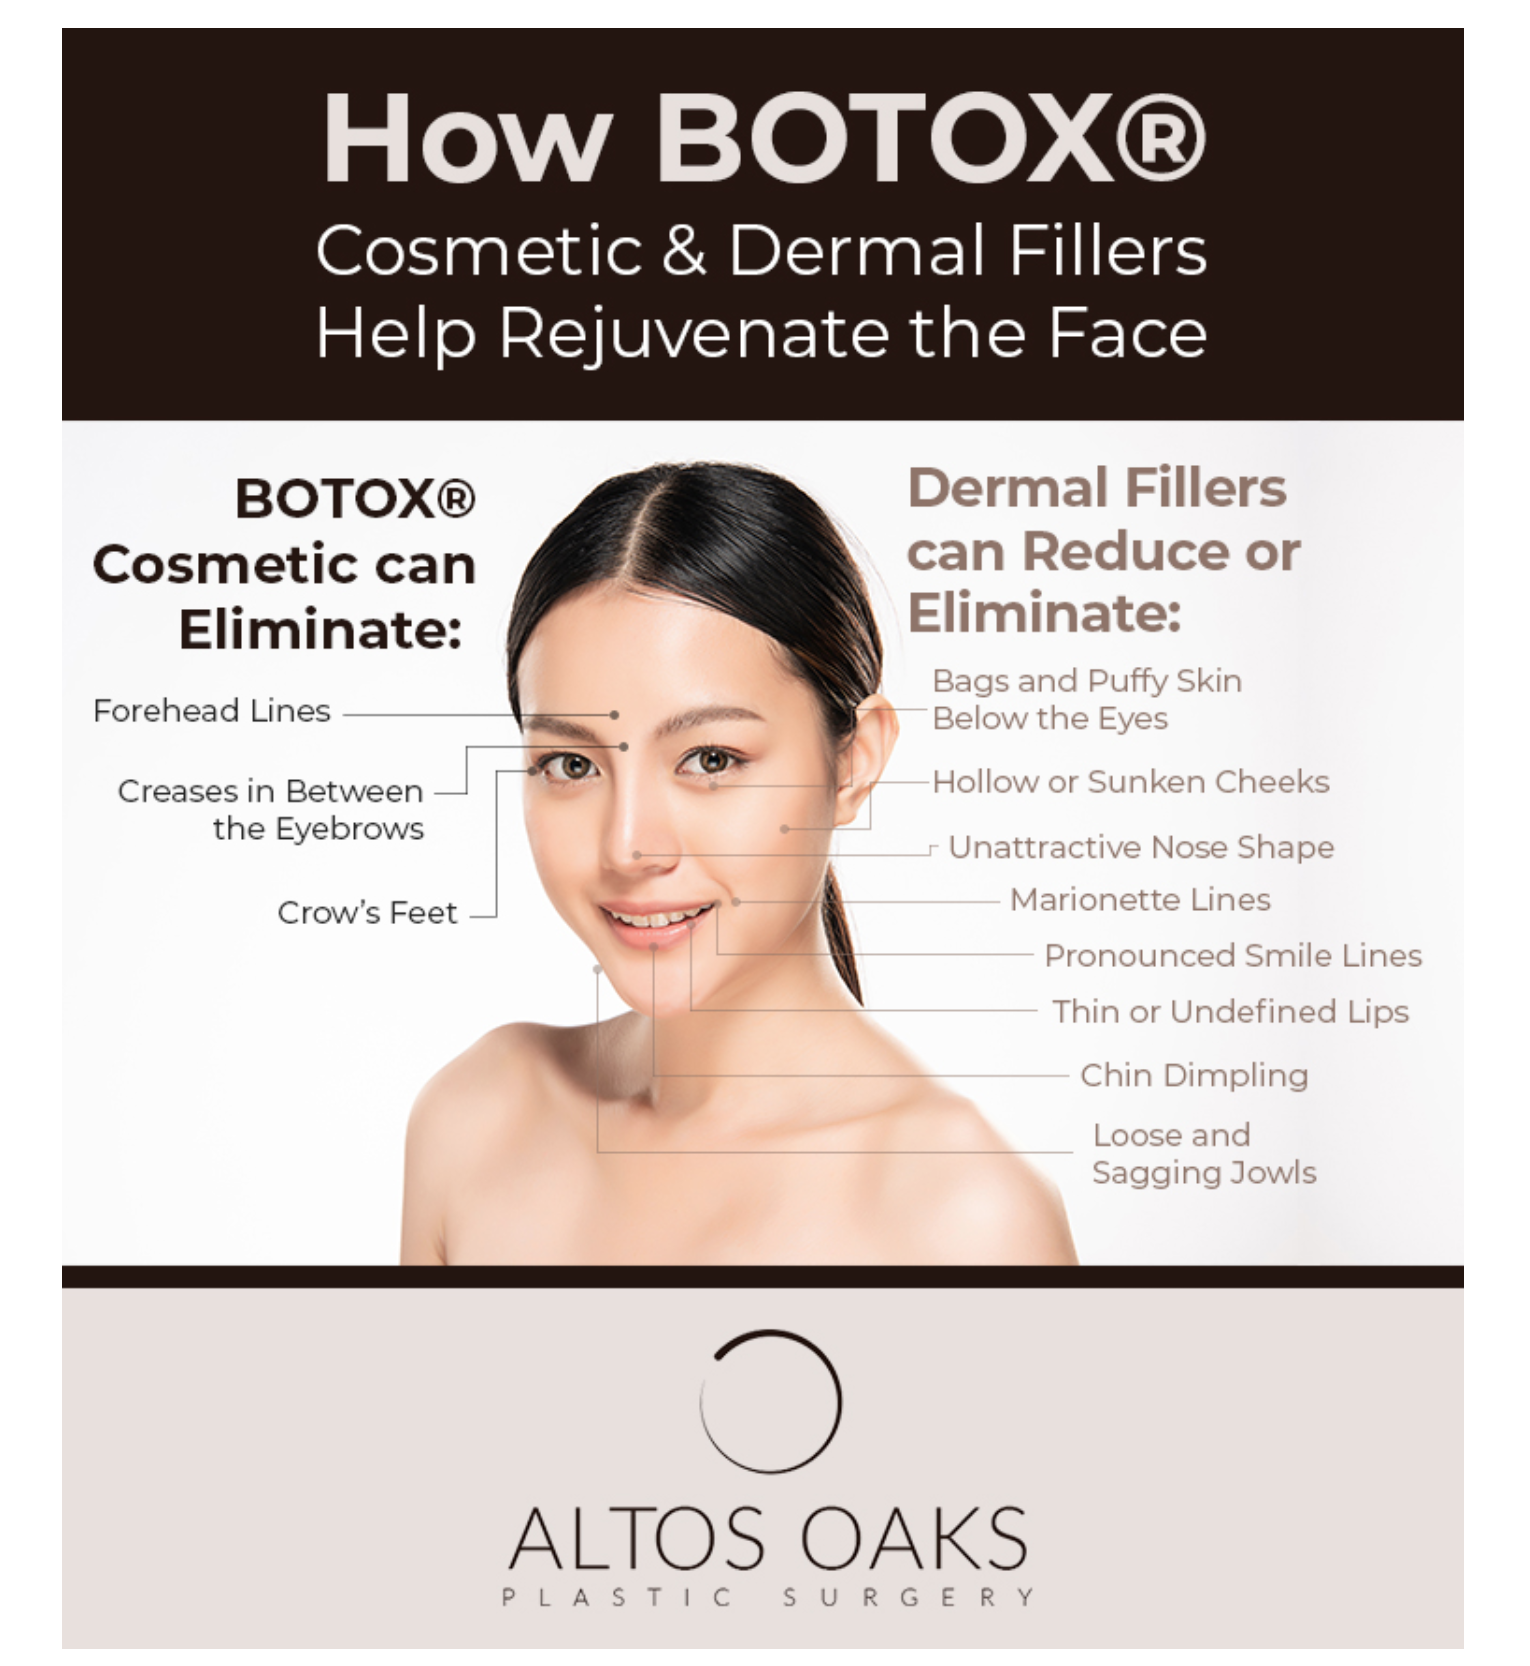 How BOTOX®
Cosmetic & Dermal Fillers
Help Rejuvenate the Face
BOTOX®
Cosmetic can
Eliminate:
Forehead Lines
Creases in Between
the Eyebrows
Crow’s Feet
Dermal Fillers
can Reduce or
Eliminate:
Bags and Puffy Skin
Below the Eyes
Hollow or Sunken Cheeks
Unattractive Nose Shape
Marionette Lines
Pronounced Smile Lines
Thin or Undefined Lips
Chin Dimpling
Loose and
Sagging Jowls
ALTOS OAKS
PLASTIC SURGERY